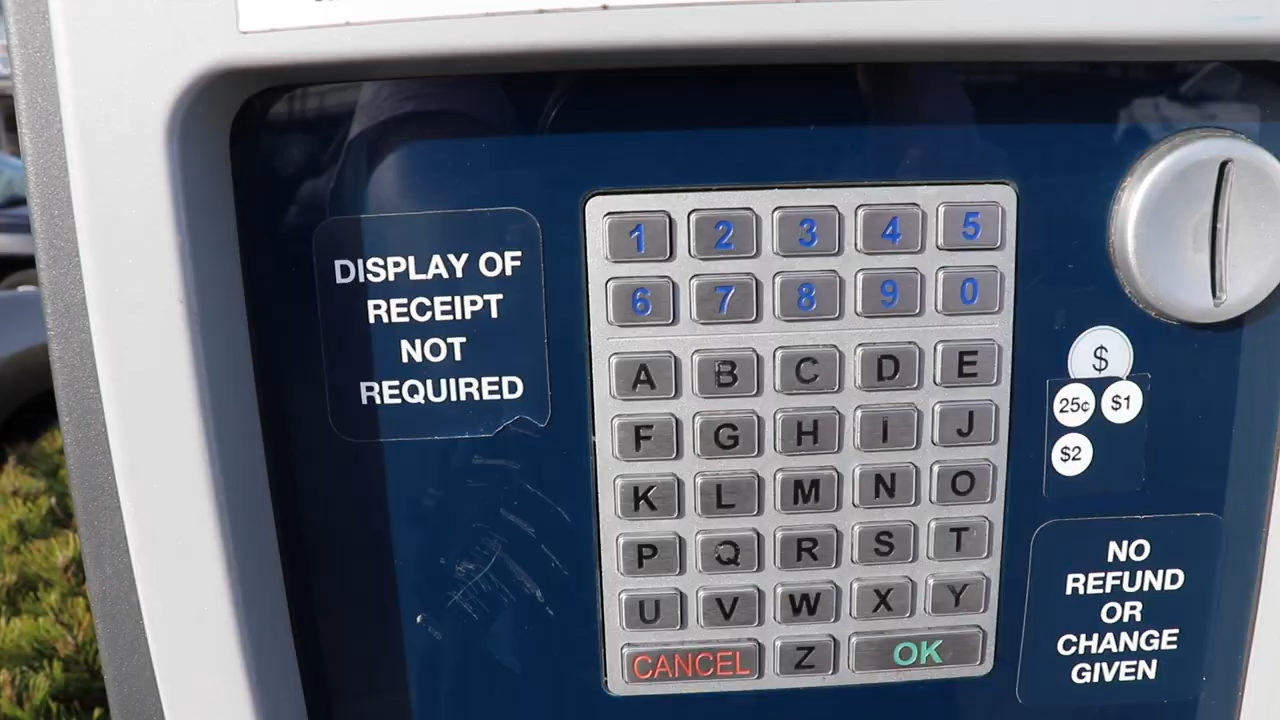 DISPLAY OF
RECEIPT
NOT
REQUIRED
1 2 3 4 5
6 7 8 9 0
A B C D E
F G H I J
K L M N O
P Q R S T
U V W X Y
CANCEL Z OK
$
25¢ $1
$2
NO
REFUND
OR
CHANGE
GIVEN